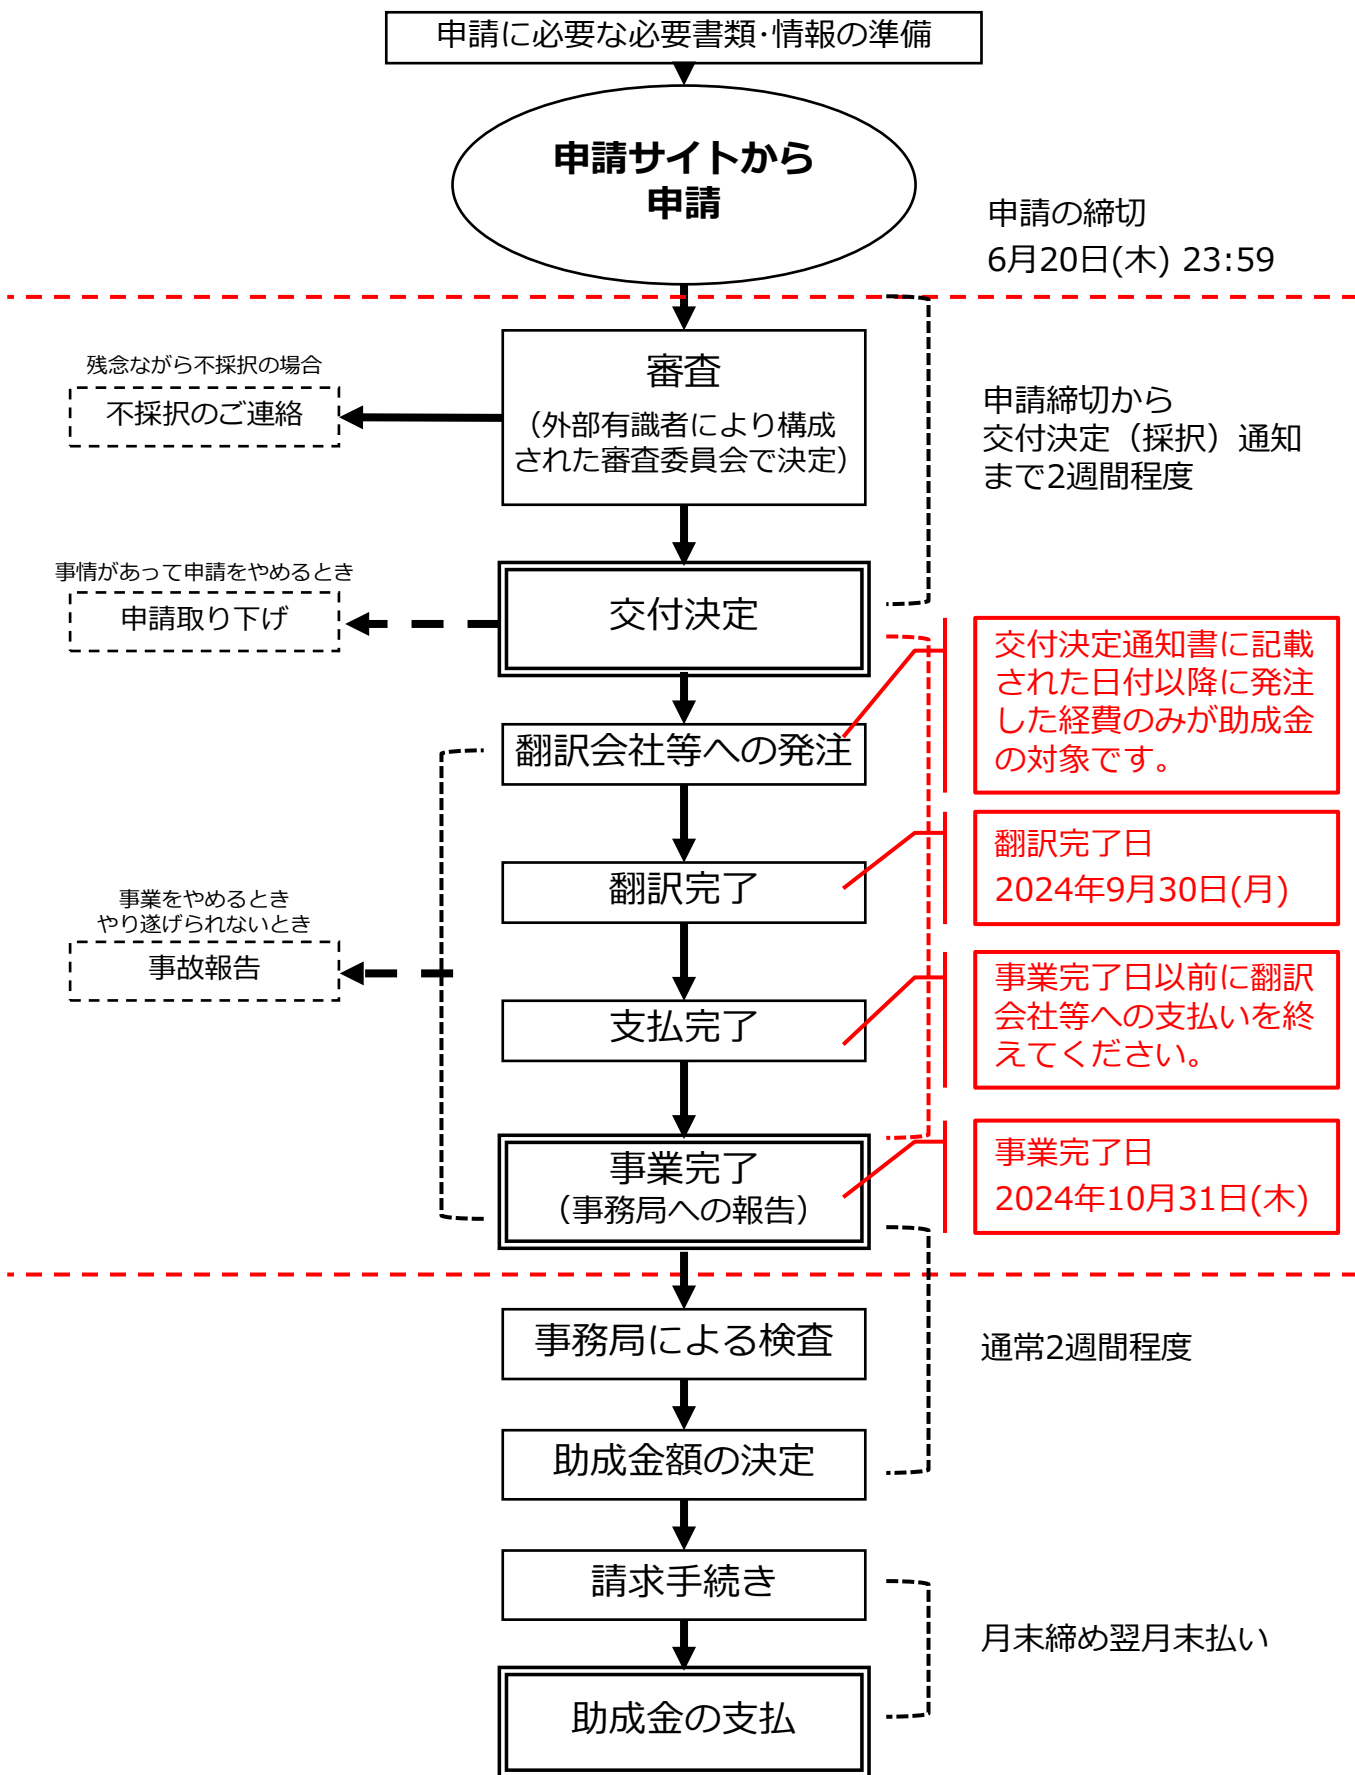 申請に必要な必要書類･情報の準備
申請サイトから
申請
申請の締切
6月20日(木) 23:59
審査
（外部有識者により構成
された審査委員会で決定）
残念ながら不採択の場合
不採択のご連絡
申請締切から
交付決定（採択）通知
まで2週間程度
事情があって申請をやめるとき
申請取り下げ
交付決定
交付決定通知書に記載
された日付以降に発注
した経費のみが助成金
の対象です。
翻訳会社等への発注
翻訳完了日
2024年9月30日(月)
翻訳完了
事業をやめるとき
やり遂げられないとき
事故報告
事業完了日以前に翻訳
会社等への支払いを終
えてください。
支払完了
事業完了
（事務局への報告）
事業完了日
2024年10月31日(木)
事務局による検査
通常2週間程度
助成金額の決定
請求手続き
月末締め翌月末払い
助成金の支払